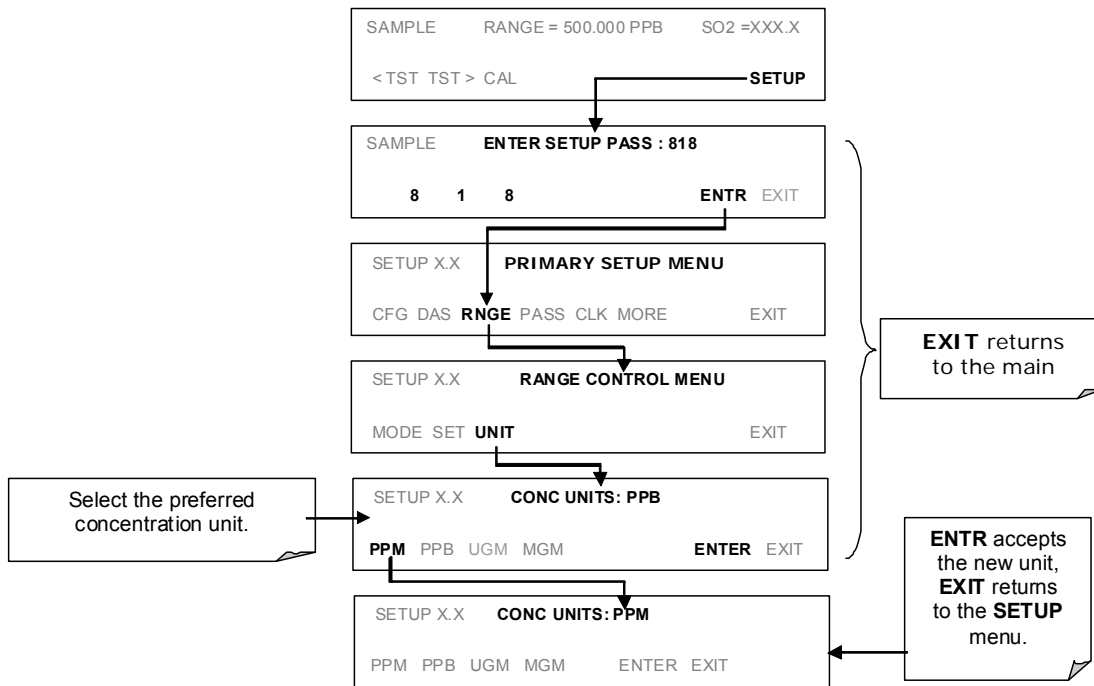 SAMPLE RANGE = 500.000 PPB SO2 =XXX.X
< TST TST > CAL SETUP
SAMPLE ENTER SETUP PASS : 818
8 1 8 ENTR EXIT
SETUP X.X PRIMARY SETUP MENU
CFG DAS RNGE PASS CLK MORE EXIT
EXIT returns
to the main
SETUP X.X RANGE CONTROL MENU
MODE SET UNIT EXIT
Select the preferred
concentration unit.
SETUP X.X CONC UNITS: PPB
PPM PPB UGM MGM ENTER EXIT
ENTR accepts
the new unit,
EXIT returns
to the SETUP
menu.
SETUP X.X CONC UNITS: PPM
PPM PPB UGM MGM ENTER EXIT